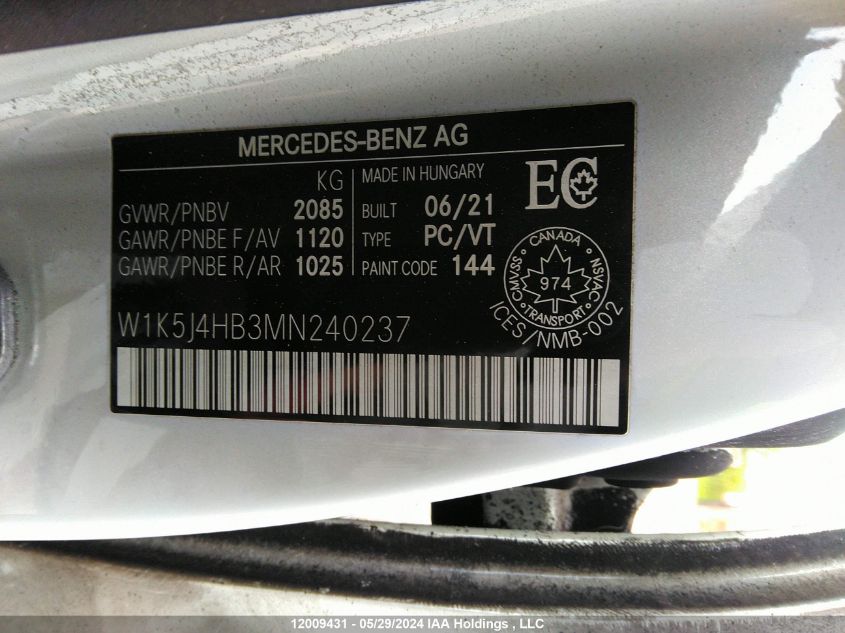 MERCEDES-BENZ AG
KG
GVWR/PNBV 2085
GAWR/PNBE F/AV 1120
GAWR/PNBE R/AR 1025
MADE IN HUNGARY
BUILT 06/21
TYPE PC/VT
PAINT CODE 144
EC
CANADA
CMVSS
974
NSVAC
TRANSPORT
ICES/NMB-002
W1K5J4HB3MN240237
12009431 - 05/29/2024 IAA Holdings , LLC